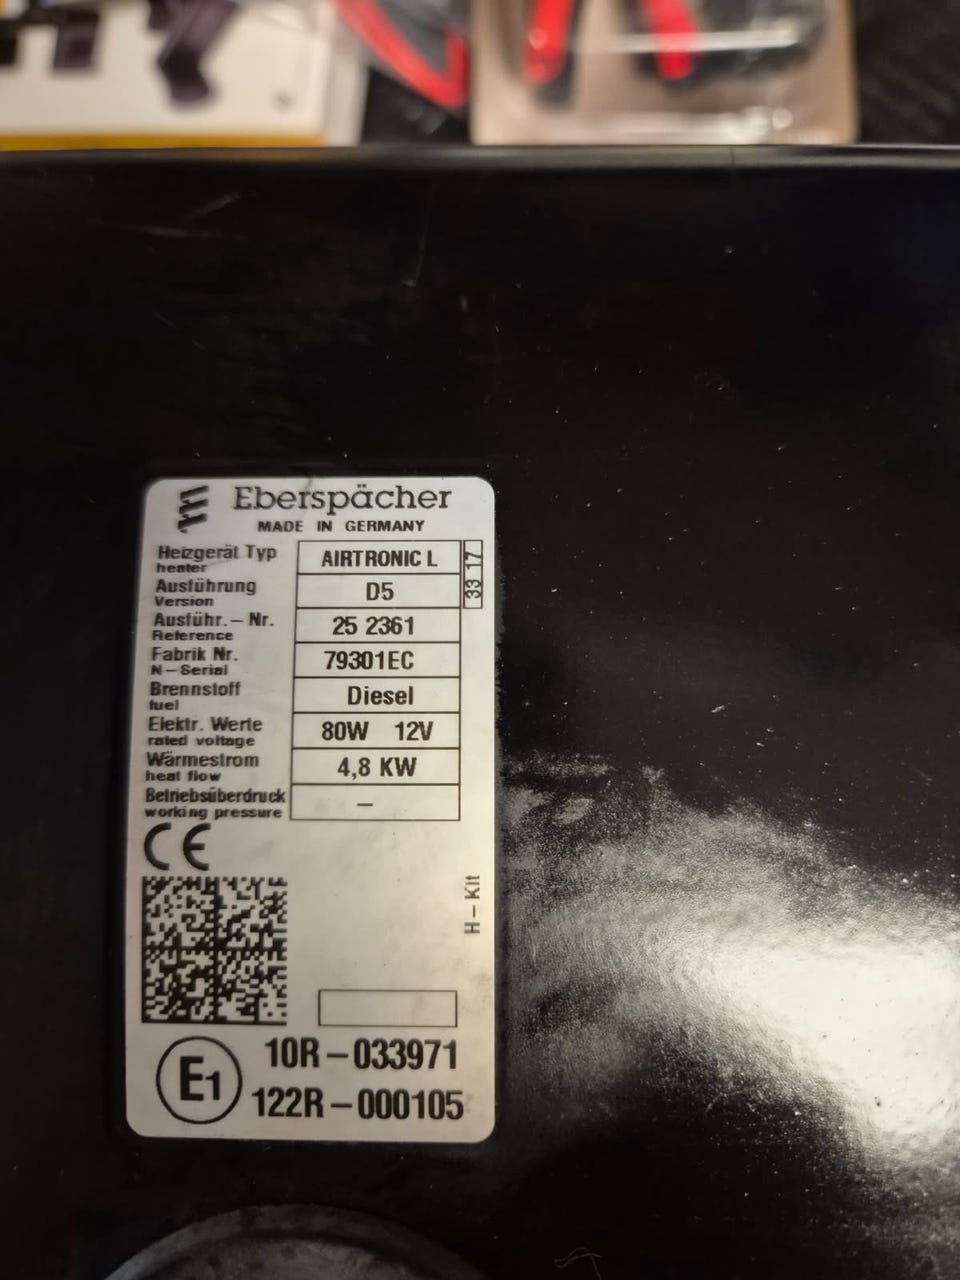 Eberspächer
MADE IN GERMANY
Heizgerät Typ
heater
AIRTRONIC L
33 17
Ausführung
Version
D5
Ausführ.-Nr.
Reference
25 2361
Fabrik Nr.
N-Serial
79301EC
Brennstoff
fuel
Diesel
Elektr. Werte
rated voltage
80W 12V
Wärmestrom
heat flow
4,8 KW
Betriebsüberdruck
working pressure
–
CE
H-Kit
E1
10R-033971
122R-000105